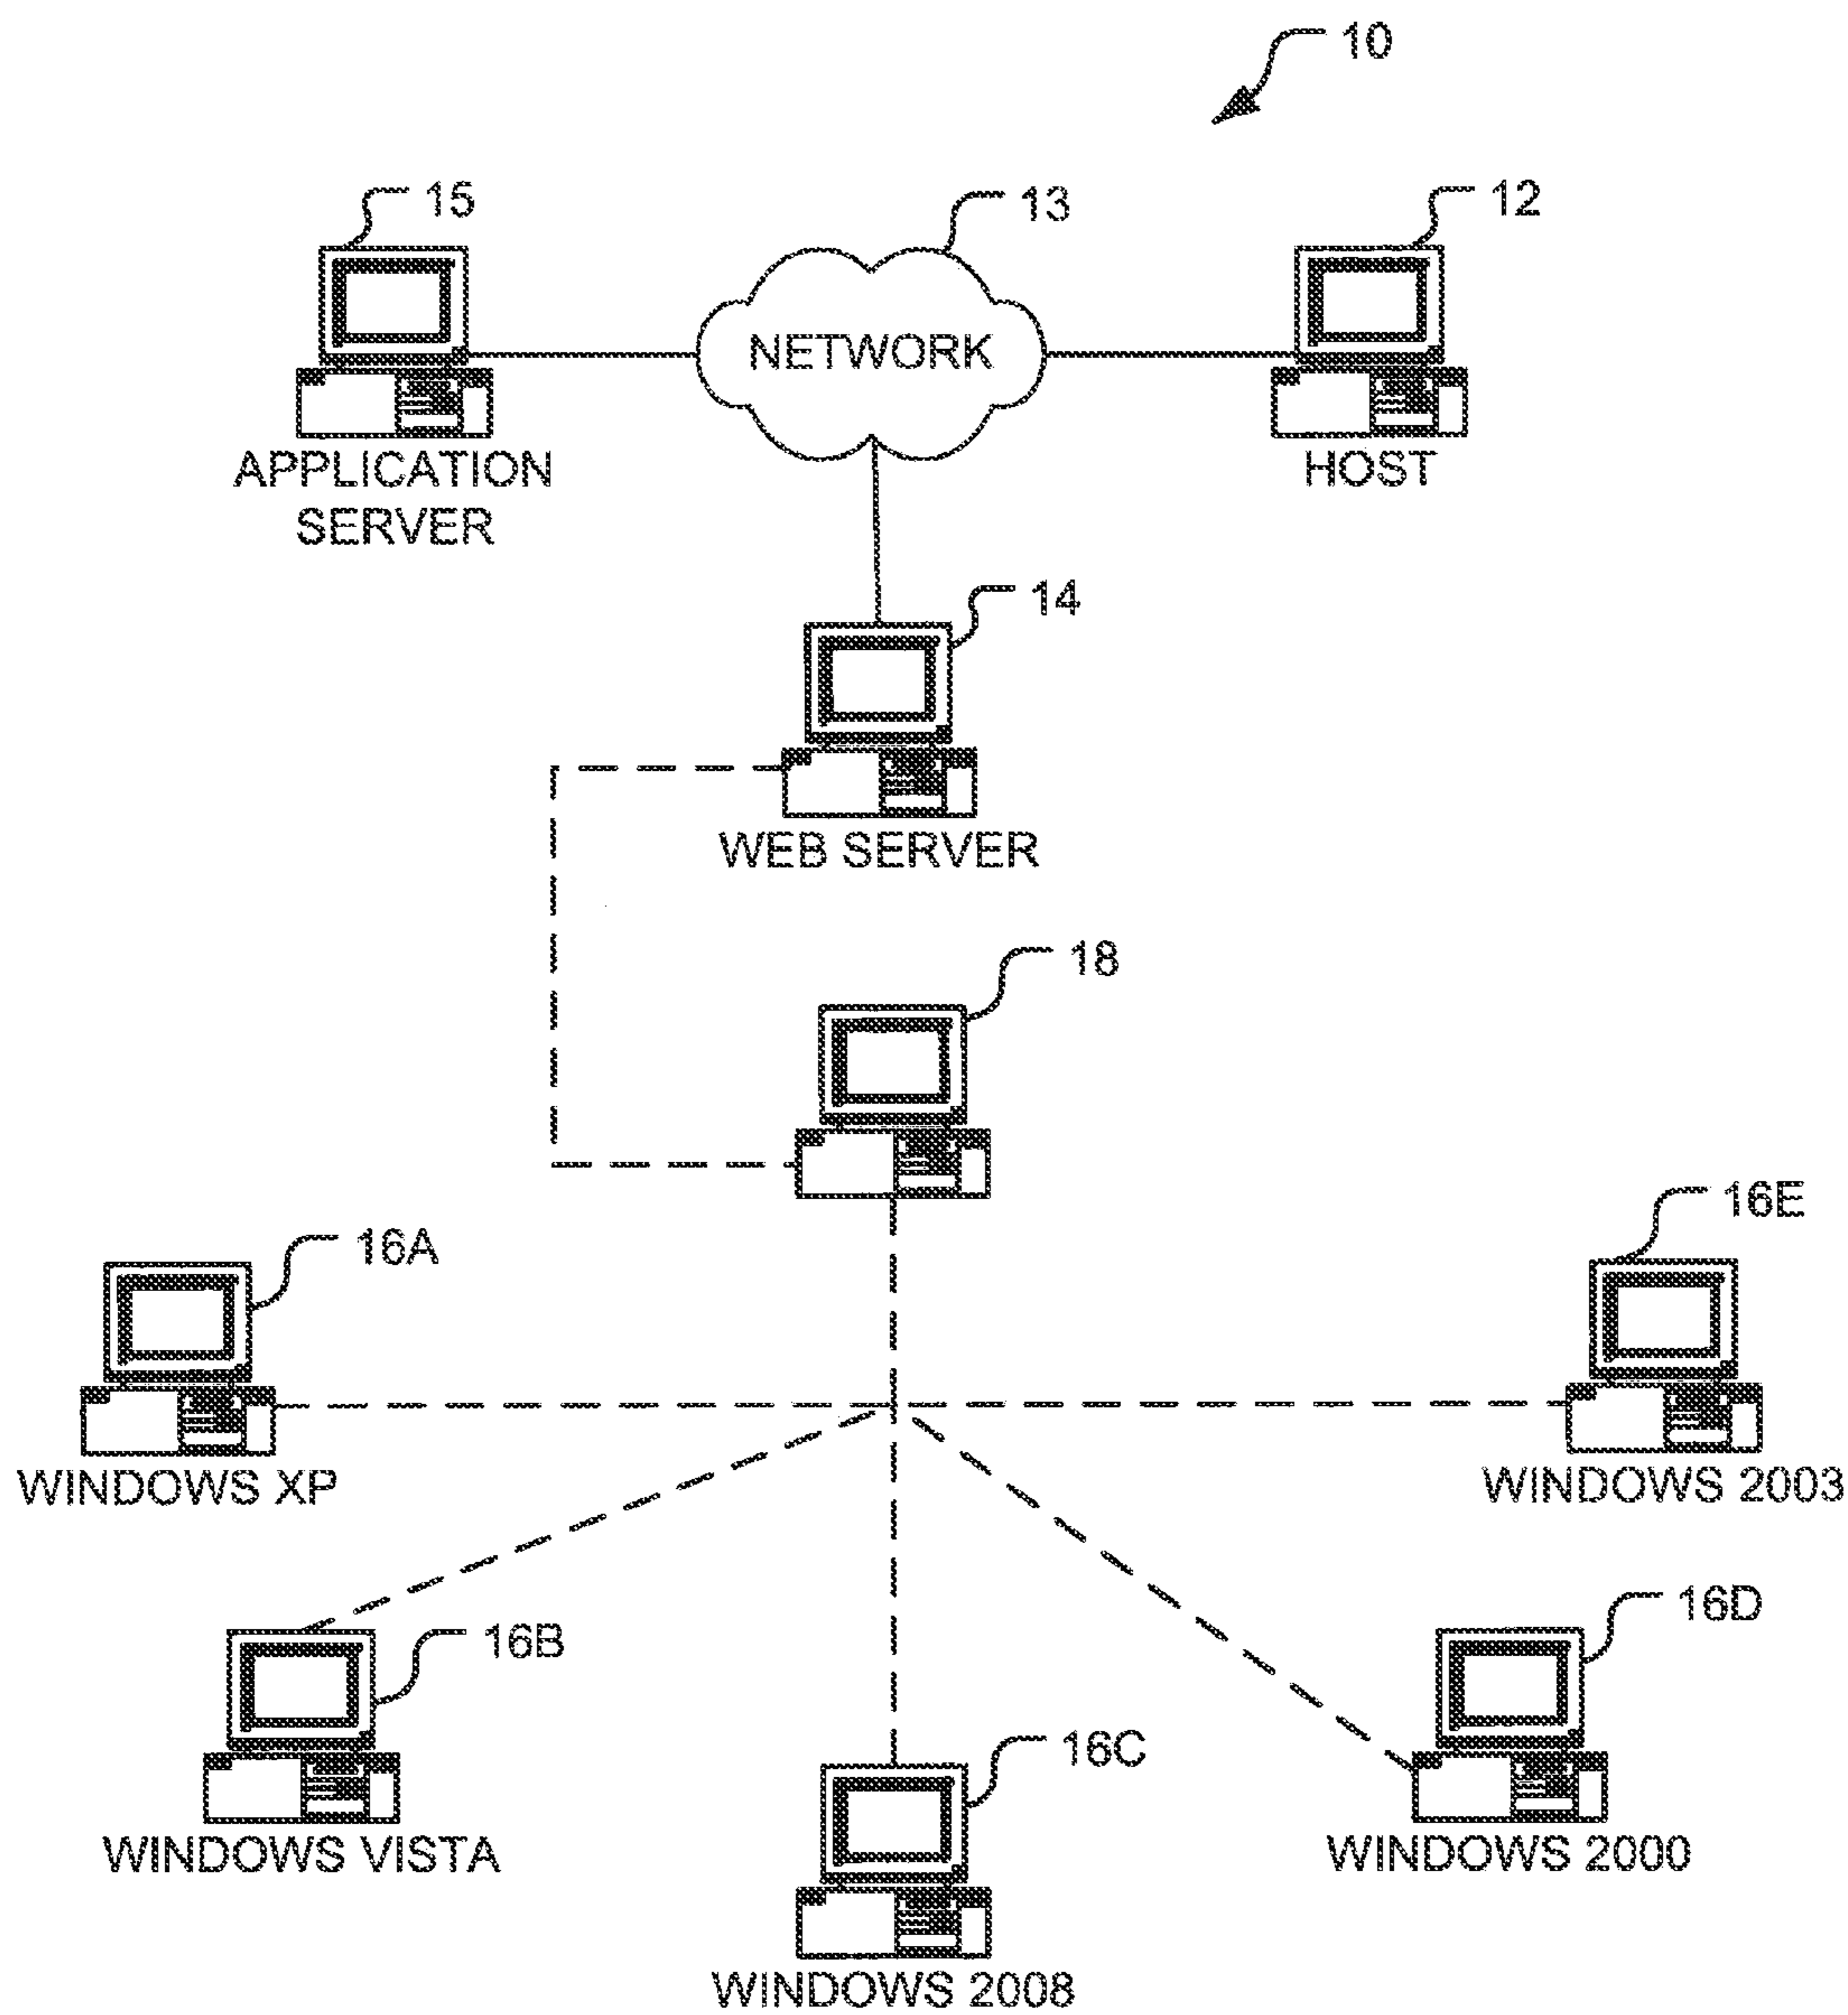 10
15
13
12
NETWORK
APPLICATION
SERVER
HOST
14
WEB SERVER
18
16A
16E
WINDOWS XP
WINDOWS 2003
16B
16D
16C
WINDOWS VISTA
WINDOWS 2000
WINDOWS 2008